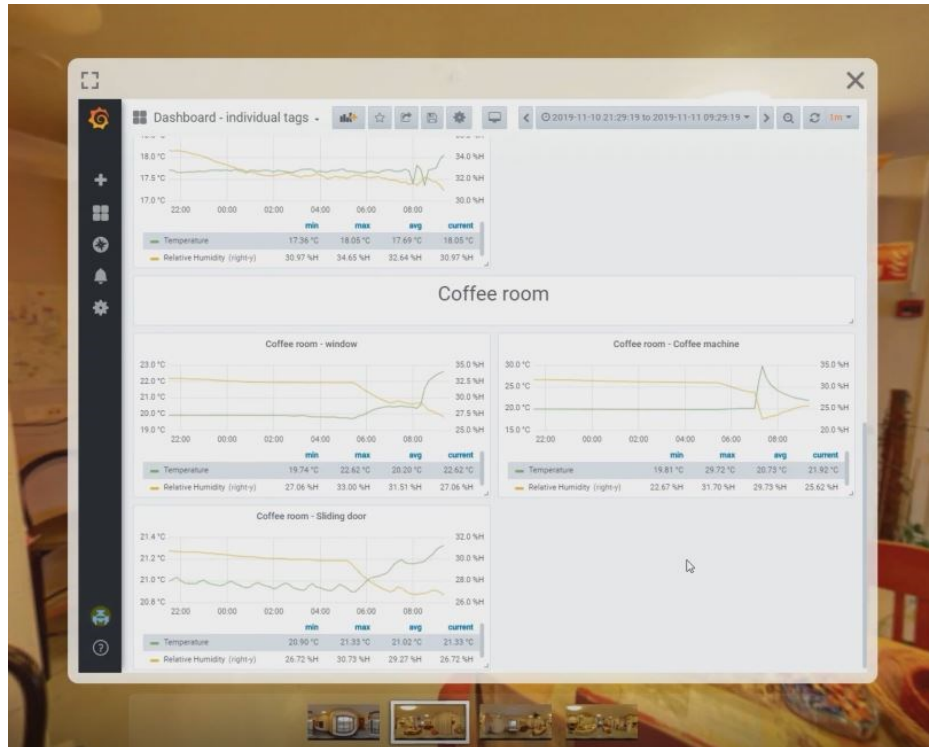 Dashboard - individual tags
2019-11-10 21:29:19 to 2019-11-11 09:29:19
1m
18.0 °C
34.0 %H
17.5 °C
32.0 %H
17.0 °C
30.0 %H
22:00 00:00 02:00 04:00 06:00 08:00
min max avg current
Temperature 17.36 °C 18.05 °C 17.69 °C 18.05 °C
Relative Humidity (right-y) 30.97 %H 34.65 %H 32.64 %H 30.97 %H
Coffee room
Coffee room - window
23.0 °C 35.0 %H
22.0 °C 32.5 %H
21.0 °C 30.0 %H
20.0 °C 27.5 %H
19.0 °C 25.0 %H
22:00 00:00 02:00 04:00 06:00 08:00
min max avg current
Temperature 19.74 °C 22.62 °C 20.20 °C 22.62 °C
Relative Humidity (right-y) 27.06 %H 33.00 %H 31.51 %H 27.06 %H
Coffee room - Coffee machine
30.0 °C 35.0 %H
25.0 °C 30.0 %H
20.0 °C 25.0 %H
15.0 °C 20.0 %H
22:00 00:00 02:00 04:00 06:00 08:00
min max avg current
Temperature 19.81 °C 29.72 °C 20.73 °C 21.92 °C
Relative Humidity (right-y) 22.67 %H 31.70 %H 29.73 %H 25.62 %H
Coffee room - Sliding door
21.4 °C 32.0 %H
21.2 °C 30.0 %H
21.0 °C 28.0 %H
20.8 °C 26.0 %H
22:00 00:00 02:00 04:00 06:00 08:00
min max avg current
Temperature 20.90 °C 21.33 °C 21.02 °C 21.33 °C
Relative Humidity (right-y) 26.72 %H 30.73 %H 29.27 %H 26.72 %H